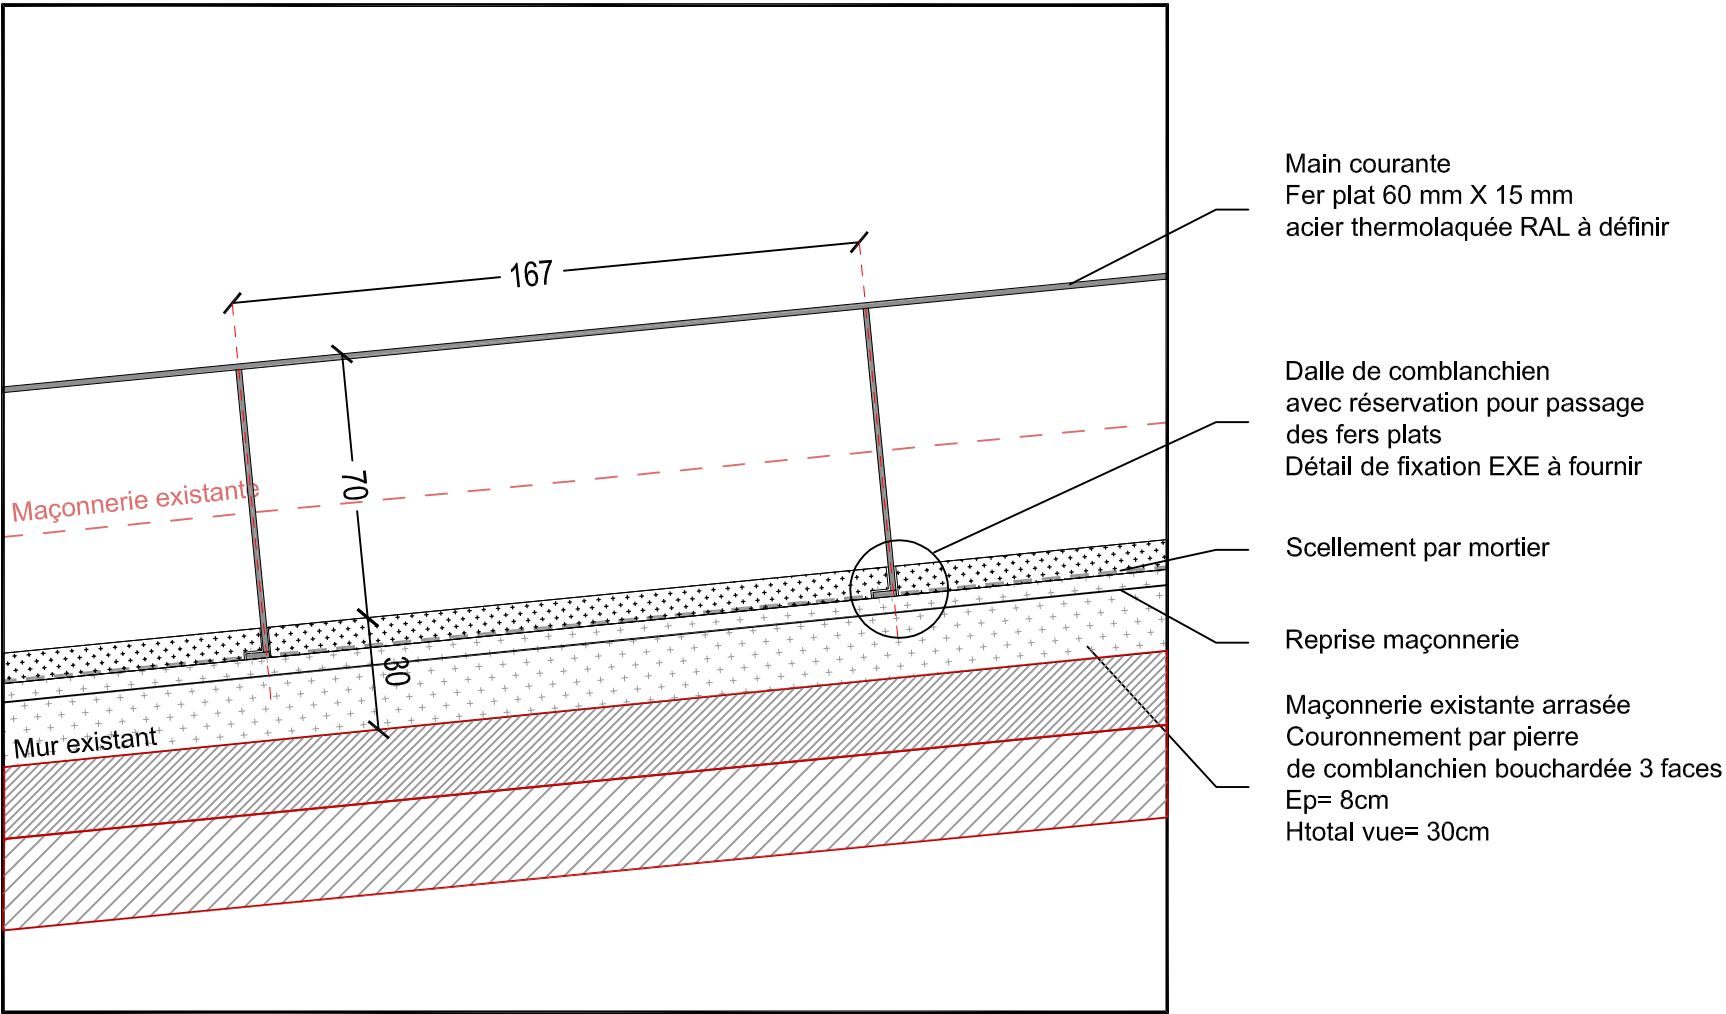 Main courante
Fer plat 60 mm X 15 mm
acier thermolaquée RAL à définir
167
Dalle de comblanchien
avec réservation pour passage
des fers plats
Détail de fixation EXE à fournir
70
Maçonnerie existante
Scellement par mortier
Reprise maçonnerie
30
Mur existant
Maçonnerie existante arrasée
Couronnement par pierre
de comblanchien bouchardée 3 faces
Ep= 8cm
Htotal vue= 30cm